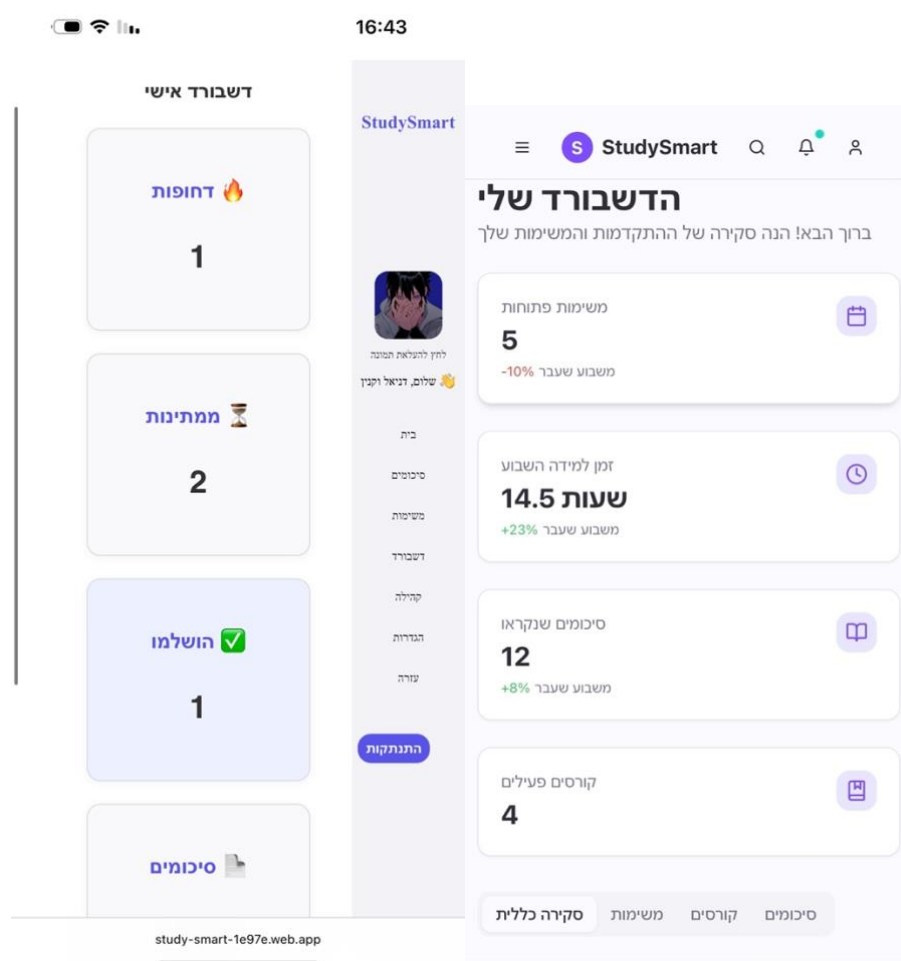 16:43
StudySmart
לחץ להעלאת תמונה
👋 שלום, דניאל וקנין
בית
סיכומים
משימות
דשבורד
קהילה
הגדרות
עזרה
התנתקות
דשבורד אישי
🔥 דחופות
1
⏳ ממתינות
2
✅ הושלמו
1
📄 סיכומים
study-smart-1e97e.web.app
S StudySmart
הדשבורד שלי
ברוך הבא! הנה סקירה של ההתקדמות והמשימות שלך
משימות פתוחות
5
-10% משבוע שעבר
זמן למידה השבוע
14.5 שעות
+23% משבוע שעבר
סיכומים שנקראו
12
+8% משבוע שעבר
קורסים פעילים
4
סקירה כללית משימות קורסים סיכומים